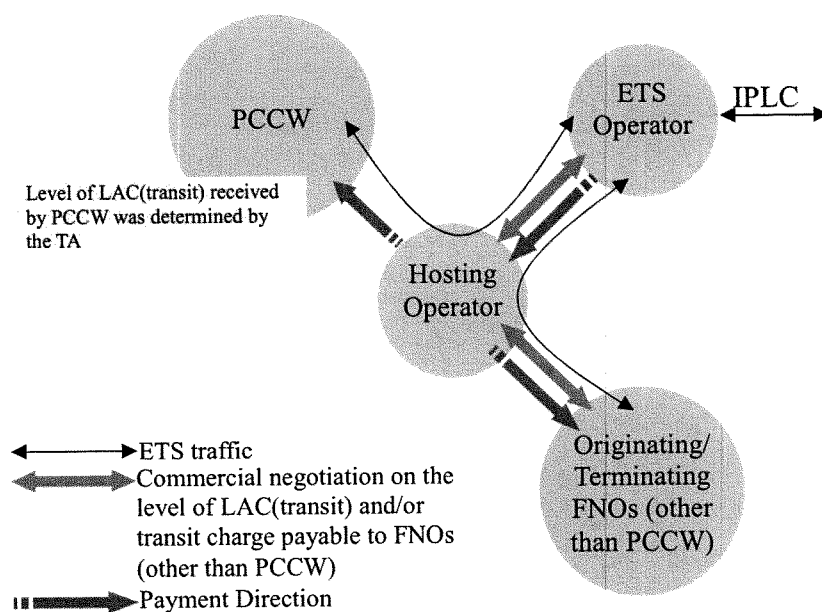 PCCW
ETS
Operator
IPLC
Level of LAC(transit) received
by PCCW was determined by
the TA
Hosting
Operator
Originating/
Terminating
FNOs (other
than PCCW)
ETS traffic
Commercial negotiation on the
level of LAC(transit) and/or
transit charge payable to FNOs
(other than PCCW)
Payment Direction